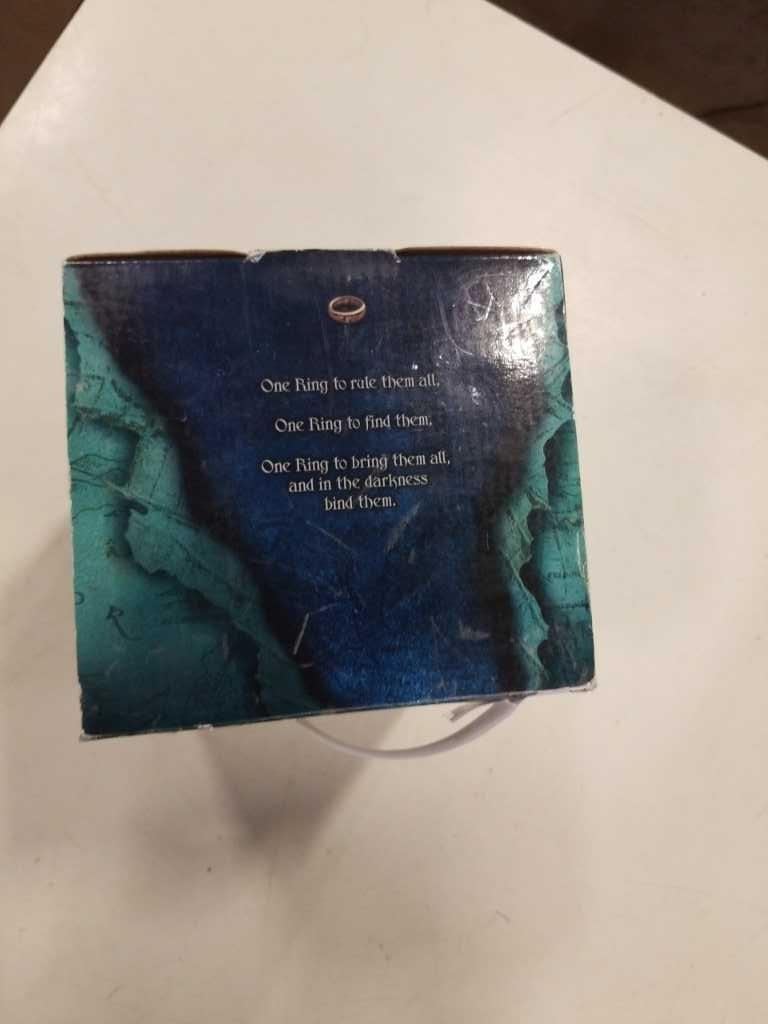 One Ring to rule them all,
One Ring to find them,
One Ring to bring them all,
and in the darkness
bind them.
R